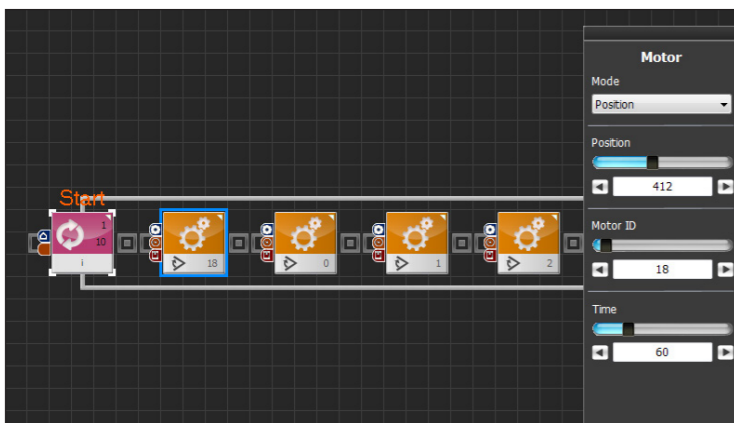 Start
1
10
i
18
0
1
2
Motor
Mode
Position
Position
412
Motor ID
18
Time
60